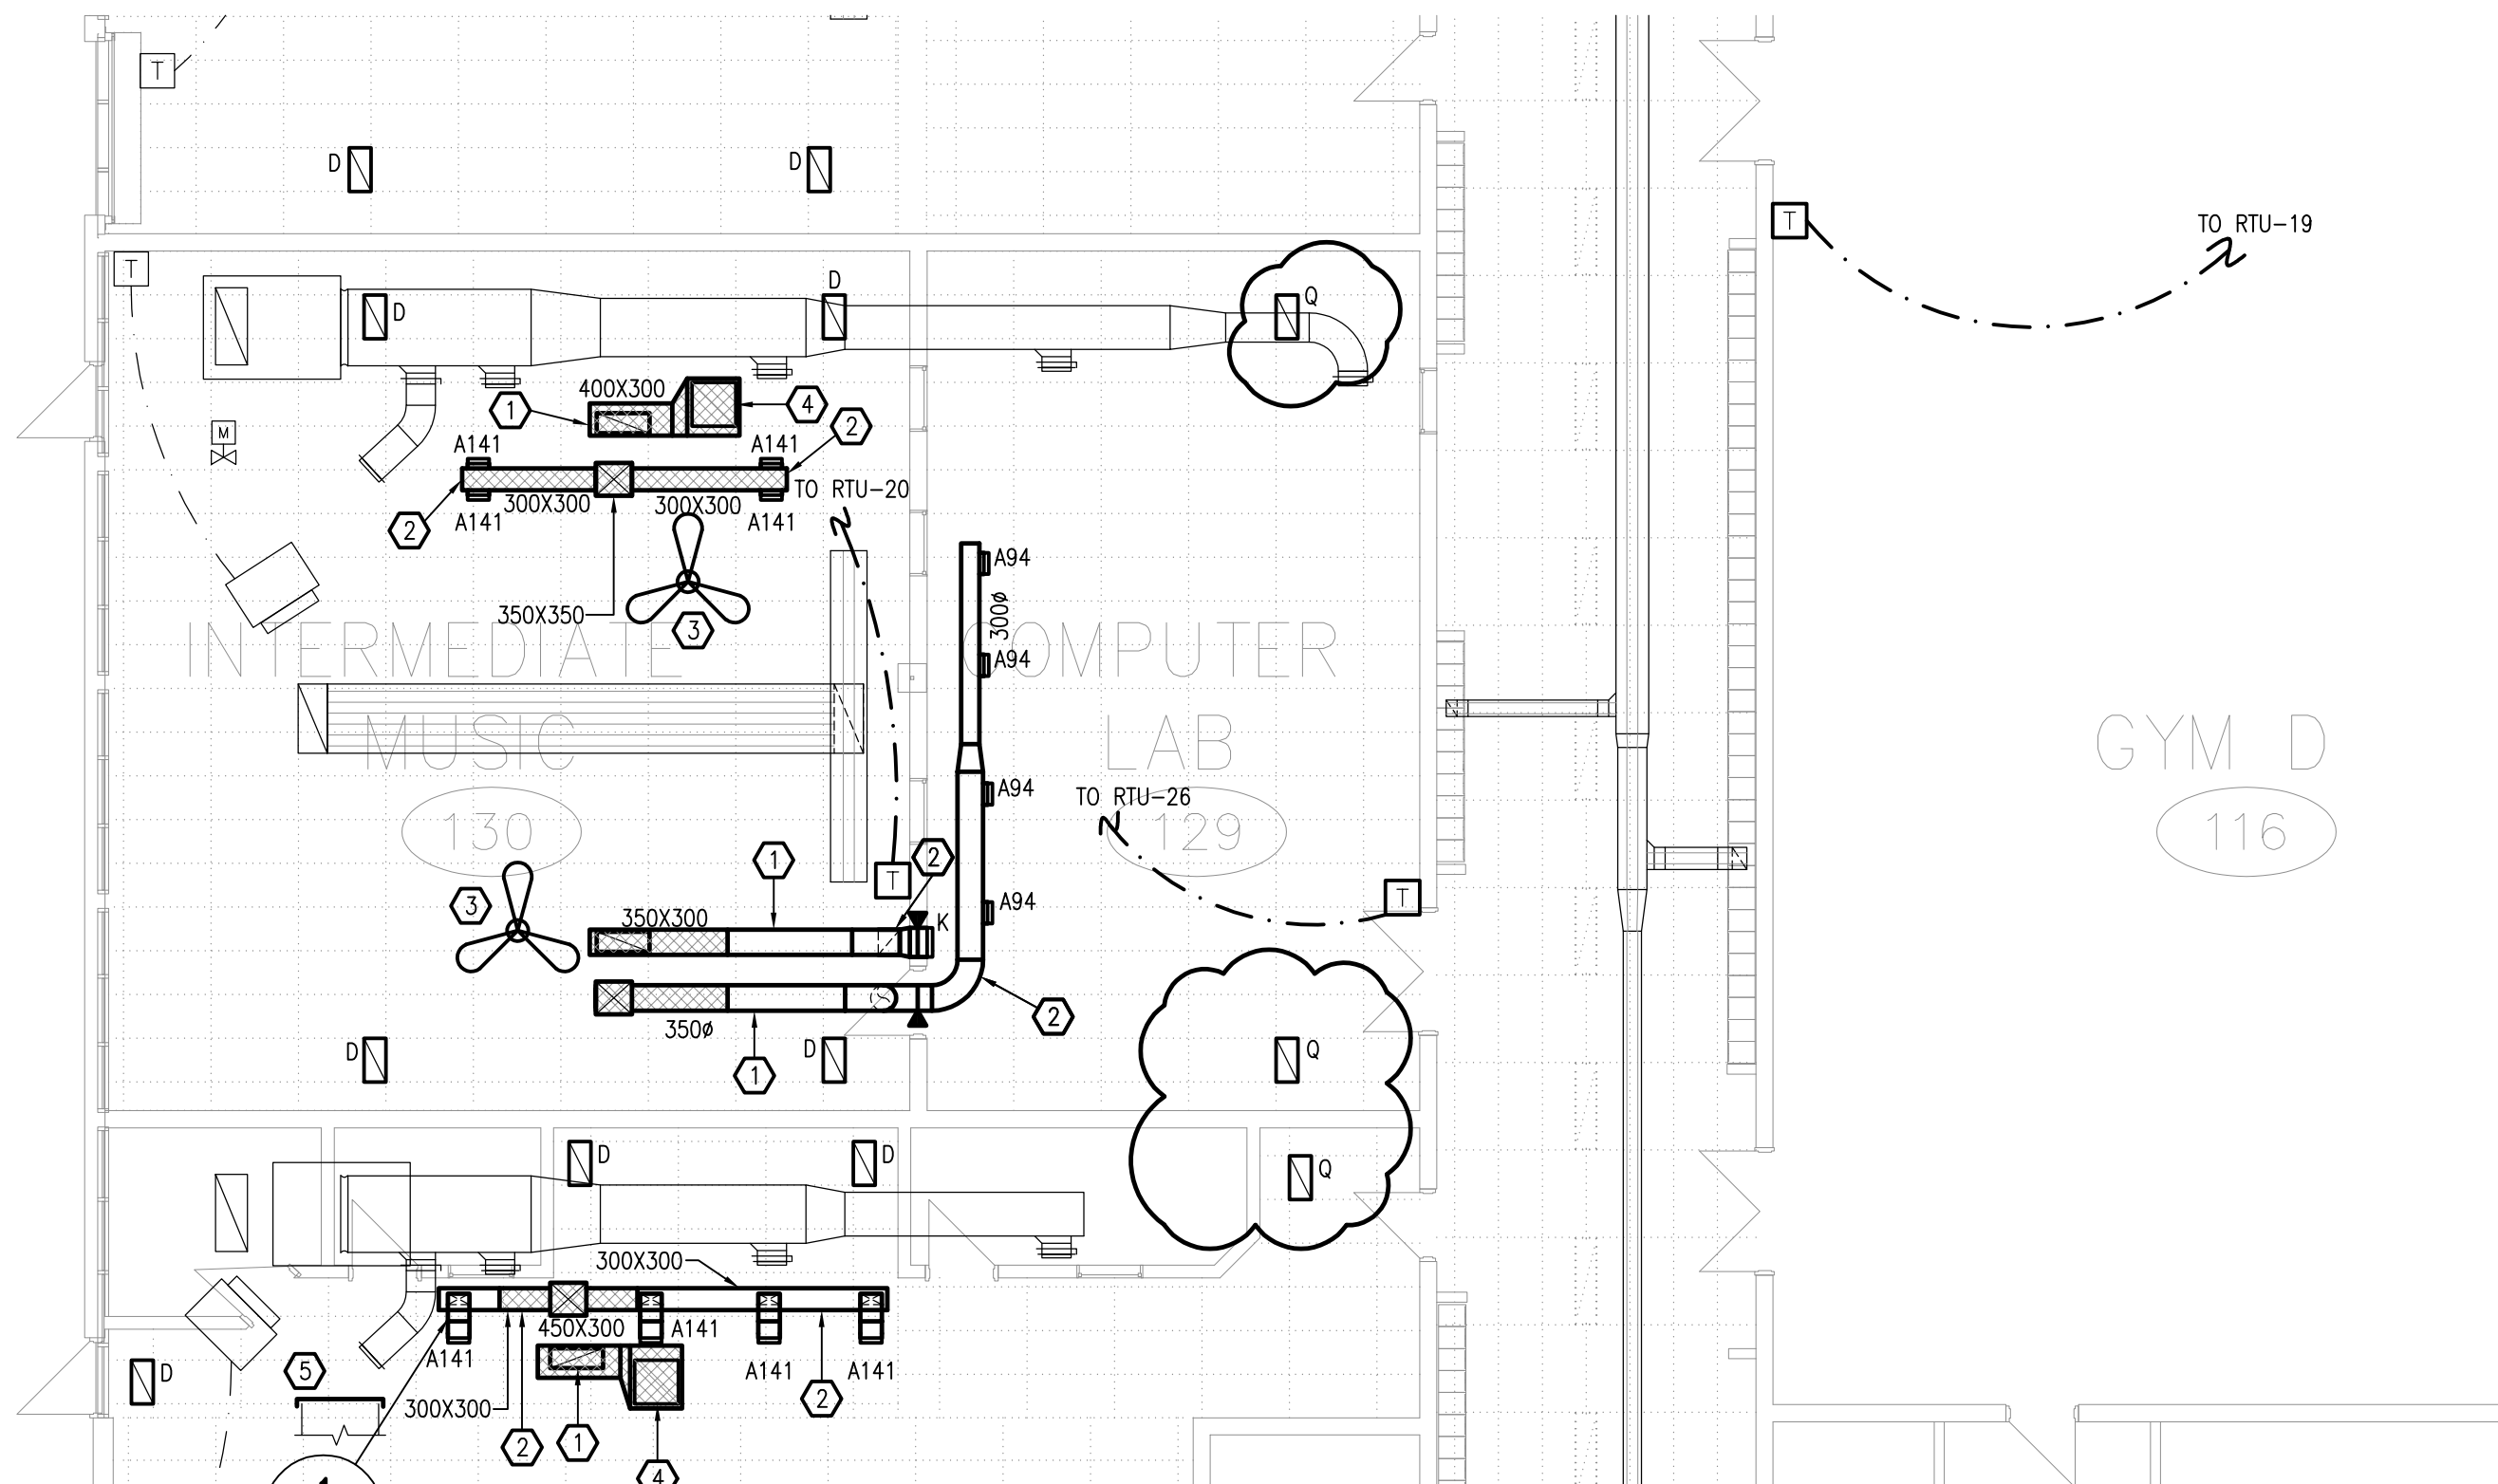 T
D
D
T
TO RTU-19
T
D
D
Q
400X300
1
4
2
M
A141
A141
300X300
300X300
TO RTU-20
2
A141
A141
A94
350X350
3
300ø
A94
INTERMEDIATE
COMPUTER
MUSIC
LAB
GYM D
A94
TO RTU-26
130
129
116
1
2
T
T
3
350X300
K
A94
350ø
2
D
D
Q
1
D
D
Q
300X300
450X300
A141
A141
A141
A141
5
D
300X300
2
2
1
4